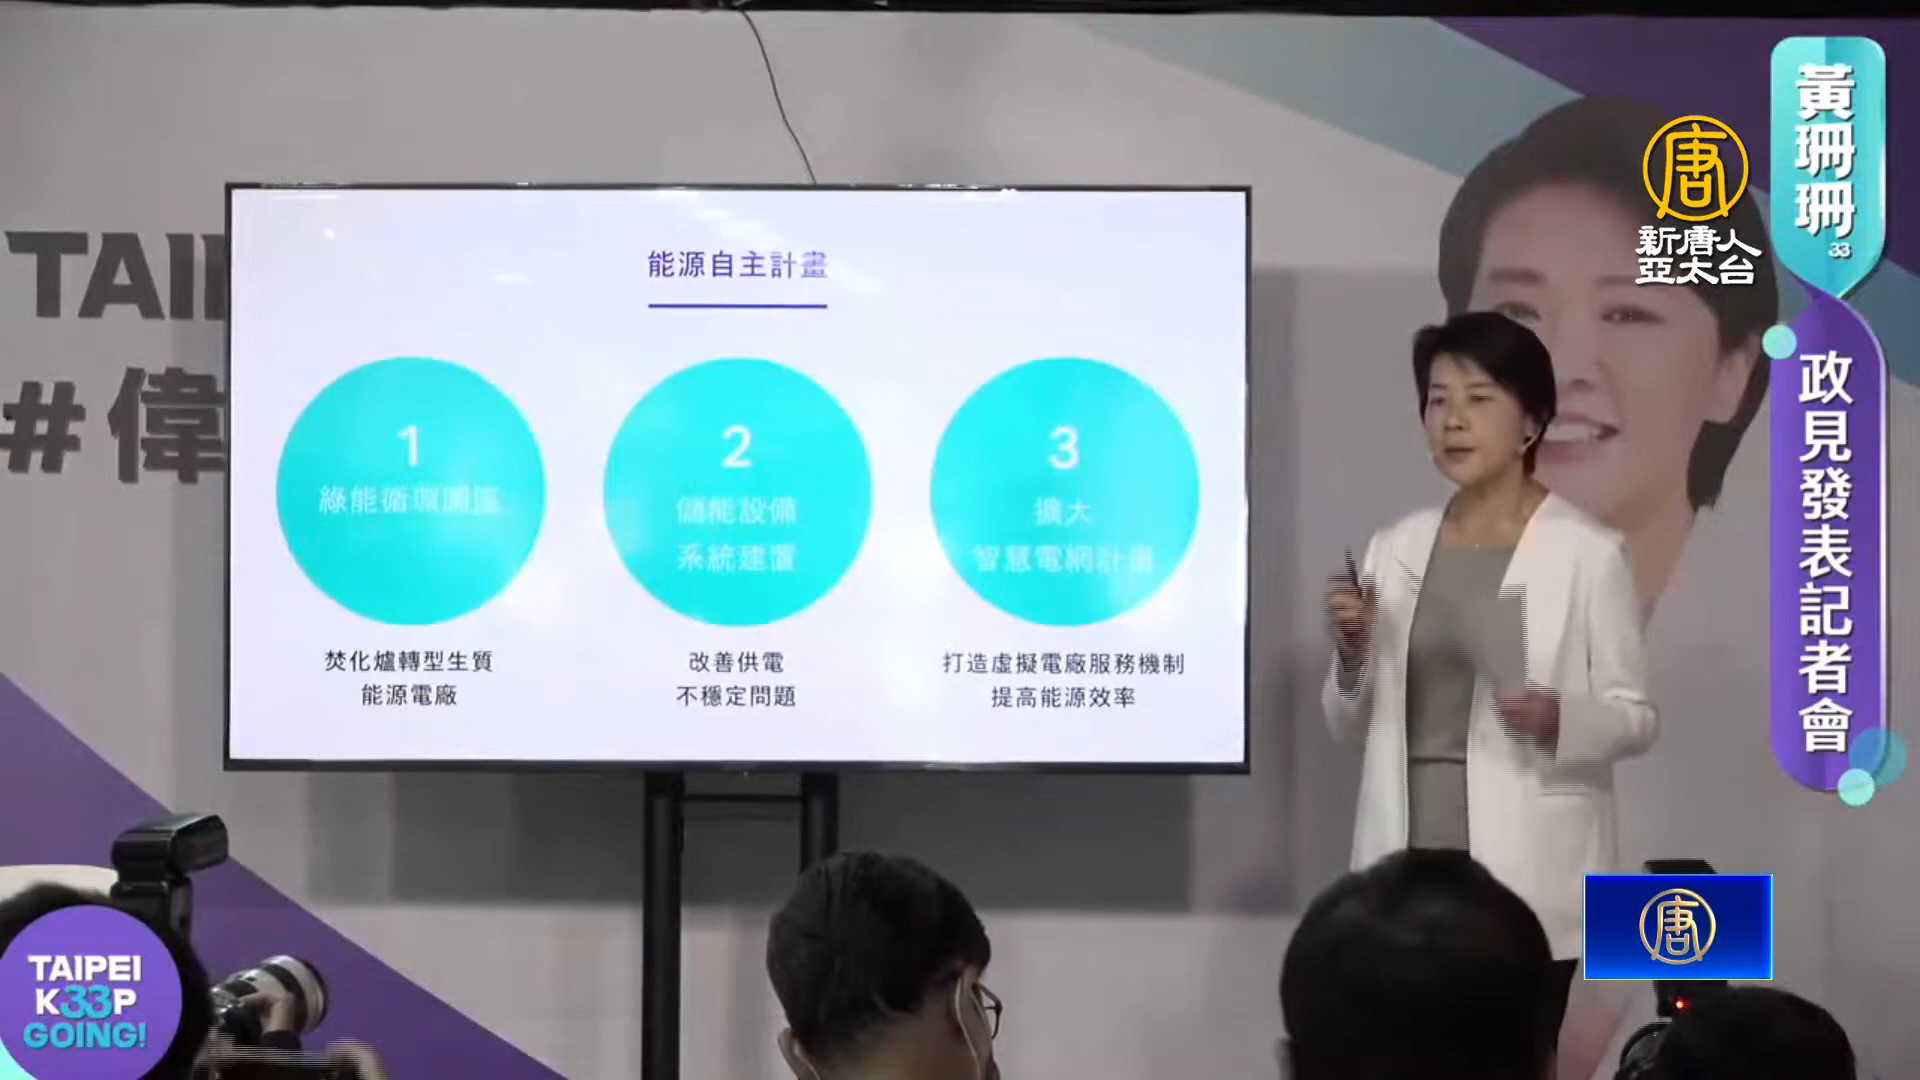 TAI
#偉
能源自主計畫
1
綠能循環園區
焚化爐轉型生質
能源電廠
2
儲能設備
系統建置
改善供電
不穩定問題
3
擴大
智慧電網計畫
打造虛擬電廠服務機制
提高能源效率
唐
新唐人
亞太台
黃珊珊
33
政見發表記者會
唐
TAIPEI
K33P
GOING!